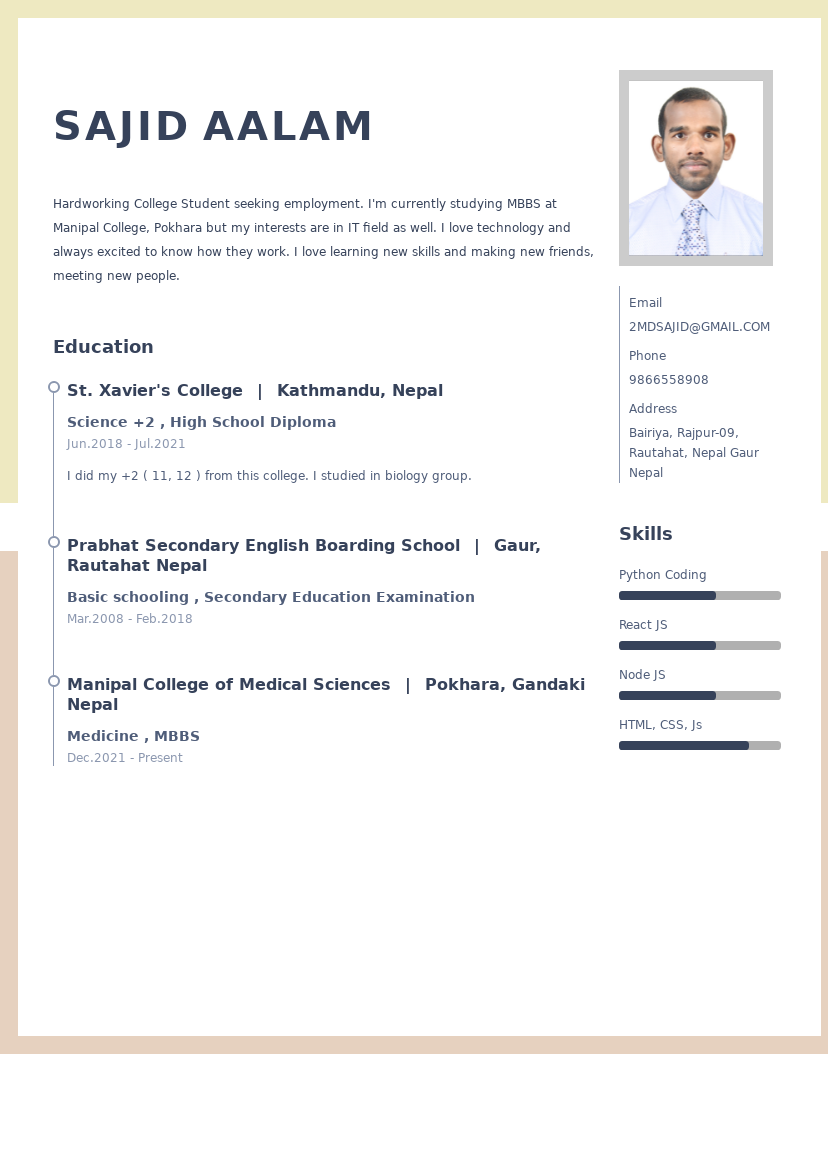 SAJID AALAM
Hardworking College Student seeking employment. I'm currently studying MBBS at
Manipal College, Pokhara but my interests are in IT field as well. I love technology and
always excited to know how they work. I love learning new skills and making new friends,
meeting new people.
Education
St. Xavier's College | Kathmandu, Nepal
Science +2 , High School Diploma
Jun.2018 - Jul.2021
I did my +2 ( 11, 12 ) from this college. I studied in biology group.
Prabhat Secondary English Boarding School | Gaur,
Rautahat Nepal
Basic schooling , Secondary Education Examination
Mar.2008 - Feb.2018
Manipal College of Medical Sciences | Pokhara, Gandaki
Nepal
Medicine , MBBS
Dec.2021 - Present
Email
2MDSAJID@GMAIL.COM
Phone
9866558908
Address
Bairiya, Rajpur-09,
Rautahat, Nepal Gaur
Nepal
Skills
Python Coding
React JS
Node JS
HTML, CSS, Js